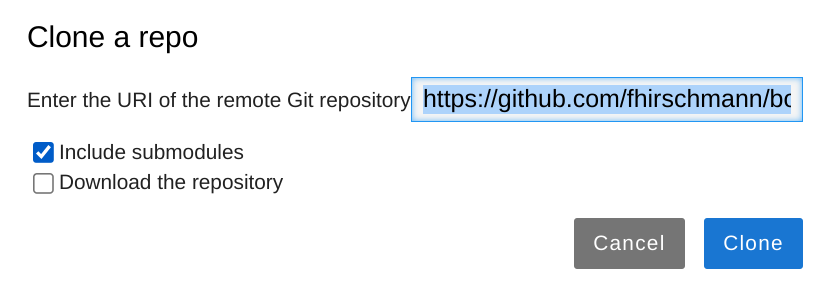 Clone a repo
Enter the URI of the remote Git repository https://github.com/fhirschmann/bo
Include submodules
Download the repository
Cancel Clone